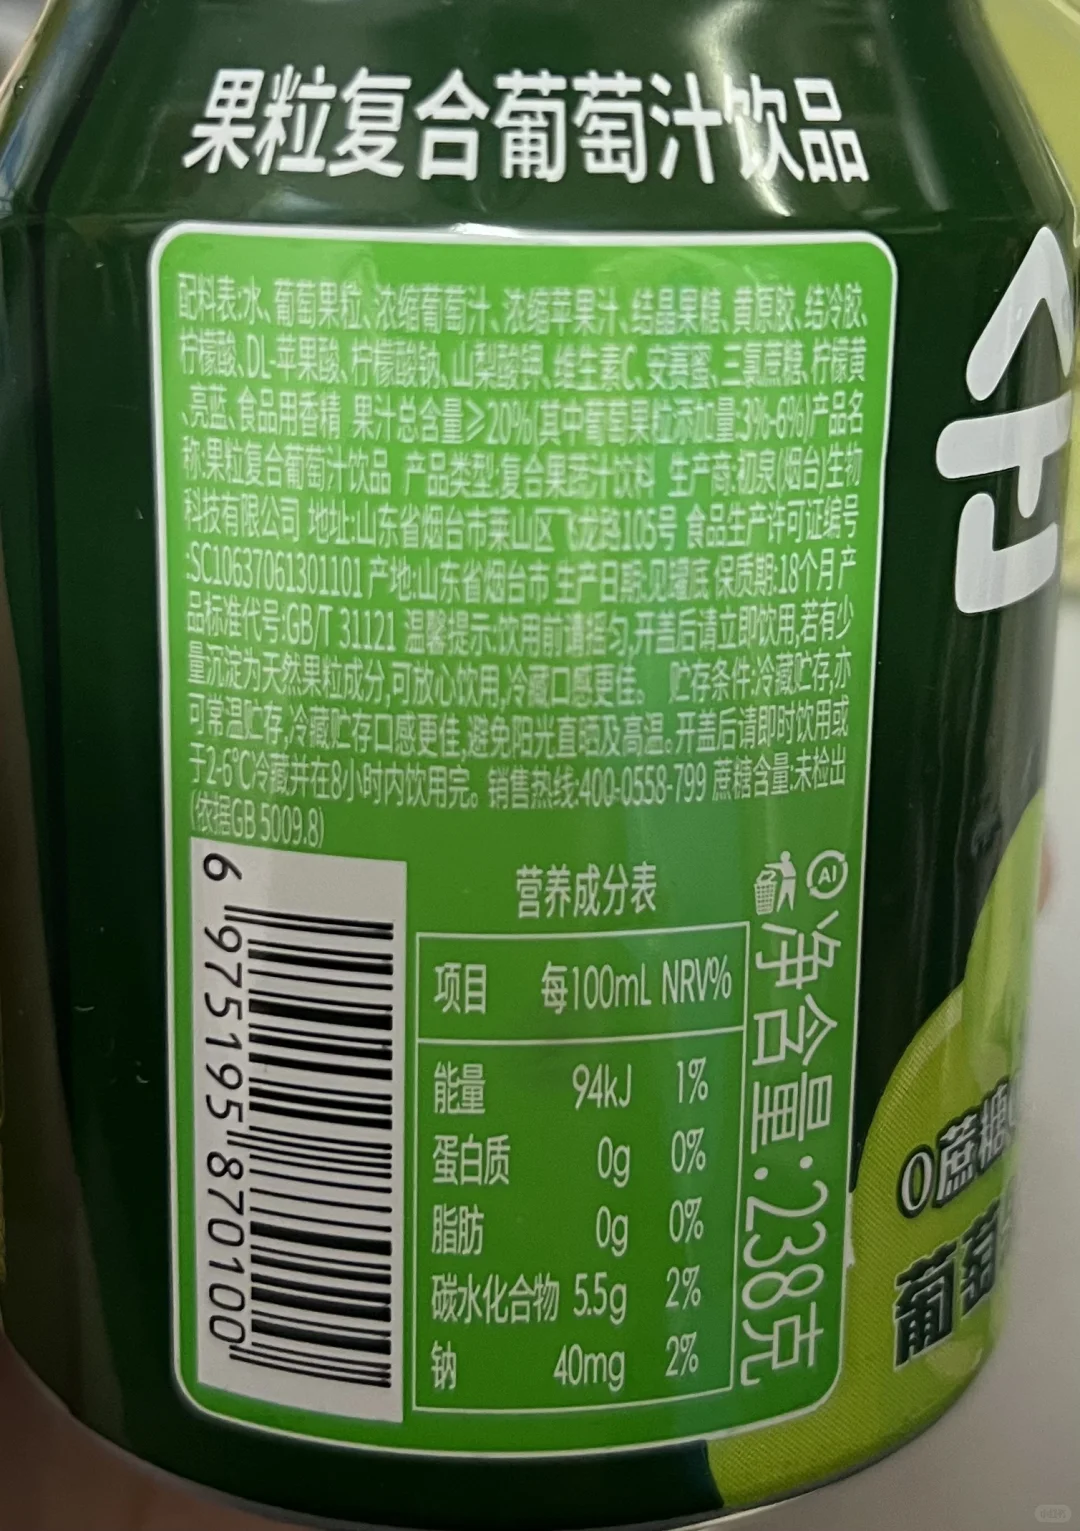 果粒复合葡萄汁饮品
配料表:水、葡萄果粒、浓缩葡萄汁、浓缩苹果汁、结晶果糖、黄原胶、结冷胶、
柠檬酸、DL-苹果酸、柠檬酸钠、山梨酸钾、维生素C、安赛蜜、三氯蔗糖、柠檬黄
、亮蓝、食品用香精 果汁总含量≥20%(其中葡萄果粒添加量:3%-6%)产品名
称:果粒复合葡萄汁饮品 产品类型:复合果蔬汁饮料 生产商:初泉(烟台)生物
科技有限公司 地址:山东省烟台市莱山区飞龙路105号 食品生产许可证编号
:SC10637061301101 产地:山东省烟台市 生产日期:见罐底 保质期:18个月 产
品标准代号:GB/T 31121 温馨提示:饮用前请摇匀,开盖后请立即饮用,若有少
量沉淀为天然果粒成分,可放心饮用,冷藏口感更佳。 贮存条件:冷藏贮存,亦
可常温贮存,冷藏贮存口感更佳,避免阳光直晒及高温。开盖后请即时饮用或
于2-6℃冷藏并在8小时内饮用完。 销售热线:400-0558-799 蔗糖含量:未检出
(依据GB 5009.8)
6 975195 870100
营养成分表
项目 每100mL NRV%
能量 94kJ 1%
蛋白质 0g 0%
脂肪 0g 0%
碳水化合物 5.5g 2%
钠 40mg 2%
Al
净含量:238克
0蔗糖
葡萄